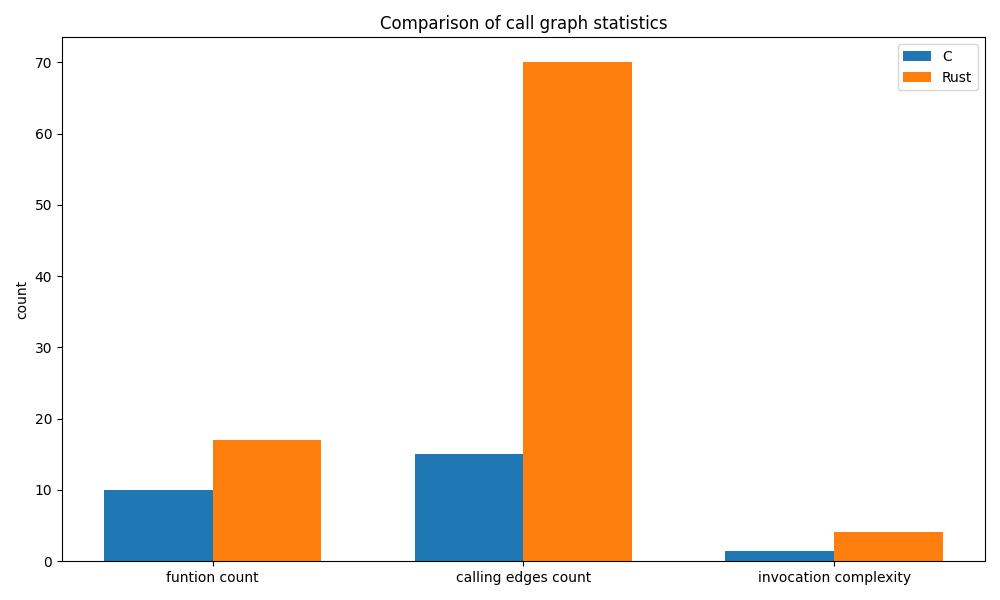 Comparison of call graph statistics
C
Rust
70
60
50
40
30
20
10
0
count
funtion count
calling edges count
invocation complexity